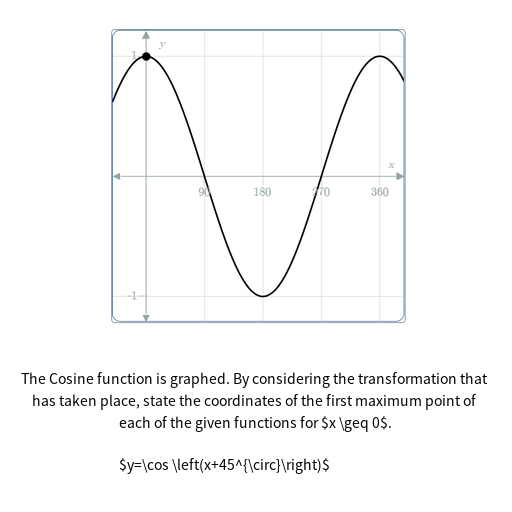 y
1
x
90 180 270 360
-1
The Cosine function is graphed. By considering the transformation that
has taken place, state the coordinates of the first maximum point of
each of the given functions for $x \geq 0$.
$y=\cos \left(x+45^{\circ}\right)$